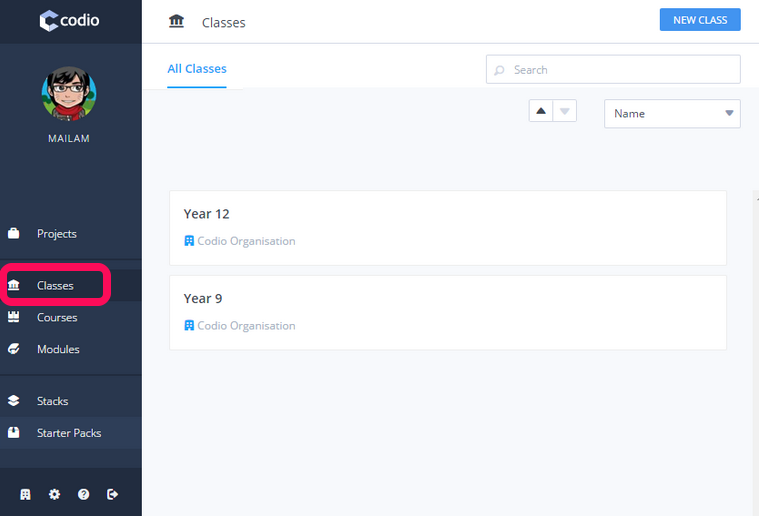 codio
MAILAM
Projects
Classes
Courses
Modules
Stacks
Starter Packs
Classes
NEW CLASS
All Classes
Search
Name
Year 12
Codio Organisation
Year 9
Codio Organisation